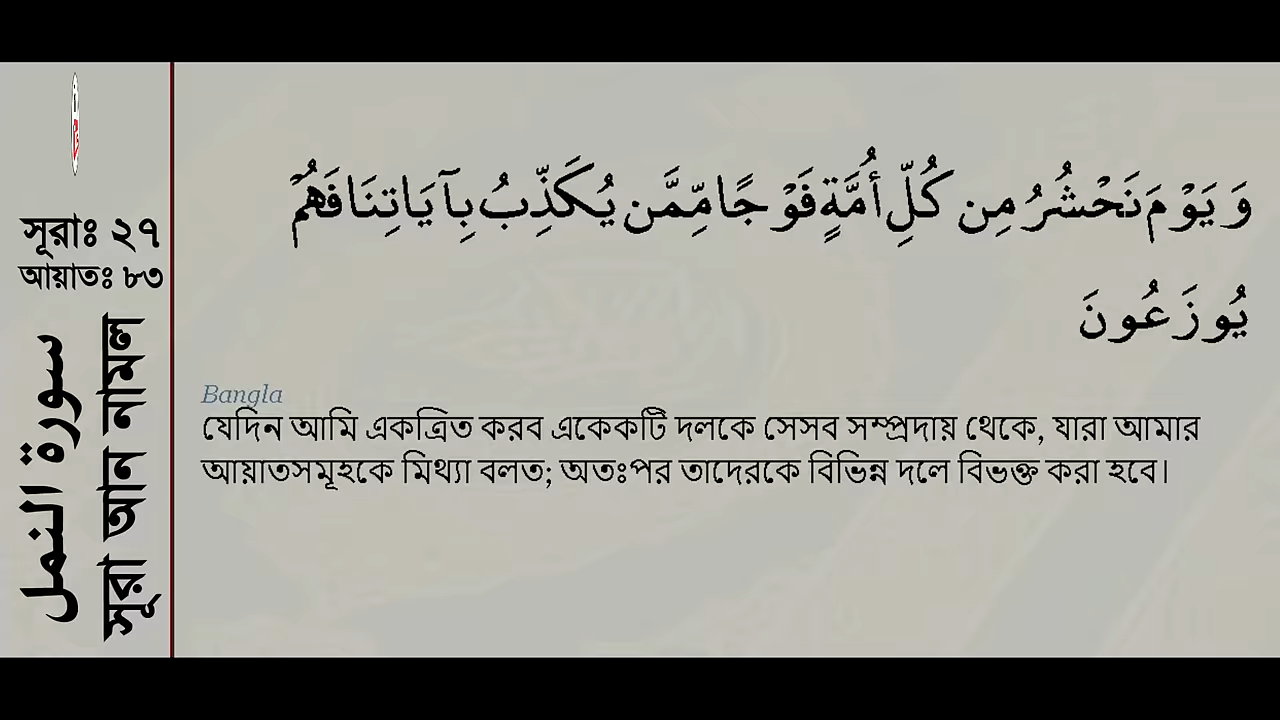 সূরাঃ ২৭
আয়াতঃ ৮৩
سورة النمل
সূরা আন নামল
وَيَوْمَ نَحْشُرُ مِن كُلِّ أُمَّةٍ فَوْجًا مِّمَّن يُكَذِّبُ بِآيَاتِنَا فَهُمْ
يُوزَعُونَ
Bangla
যেদিন আমি একত্রিত করব একেকটি দলকে সেসব সম্প্রদায় থেকে, যারা আমার
আয়াতসমূহকে মিথ্যা বলত; অতঃপর তাদেরকে বিভিন্ন দলে বিভক্ত করা হবে।